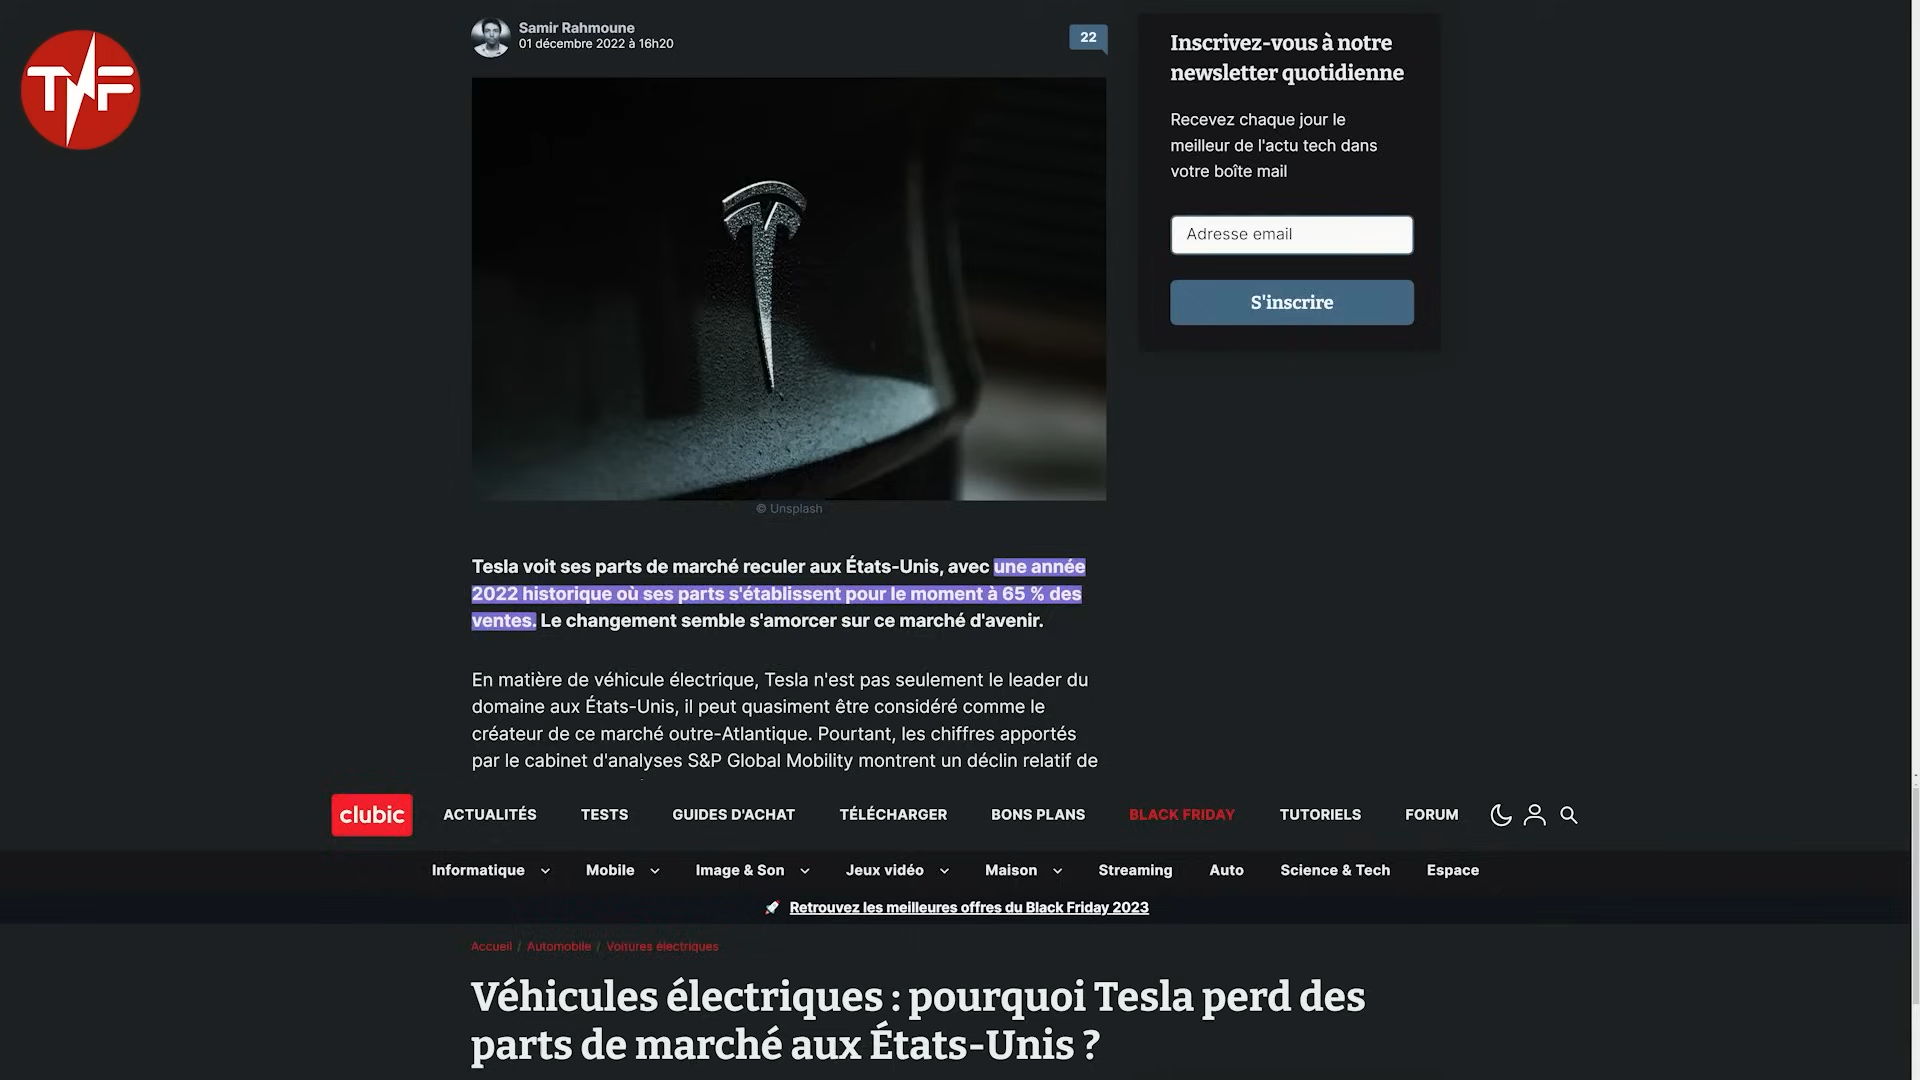 TNF
Samir Rahmoune
01 décembre 2022 à 16h20
22
Inscrivez-vous à notre
newsletter quotidienne
Recevez chaque jour le
meilleur de l'actu tech dans
votre boîte mail
Adresse email
S'inscrire
© Unsplash
Tesla voit ses parts de marché reculer aux États-Unis, avec une année
2022 historique où ses parts s'établissent pour le moment à 65 % des
ventes. Le changement semble s'amorcer sur ce marché d'avenir.
En matière de véhicule électrique, Tesla n'est pas seulement le leader du
domaine aux États-Unis, il peut quasiment être considéré comme le
créateur de ce marché outre-Atlantique. Pourtant, les chiffres apportés
par le cabinet d'analyses S&P Global Mobility montrent un déclin relatif de
clubic ACTUALITÉS TESTS GUIDES D'ACHAT TÉLÉCHARGER BONS PLANS BLACK FRIDAY TUTORIELS FORUM
Informatique Mobile Image & Son Jeux vidéo Maison Streaming Auto Science & Tech Espace
Retrouvez les meilleures offres du Black Friday 2023
Accueil / Automobile / Voitures électriques
Véhicules électriques : pourquoi Tesla perd des
parts de marché aux États-Unis ?